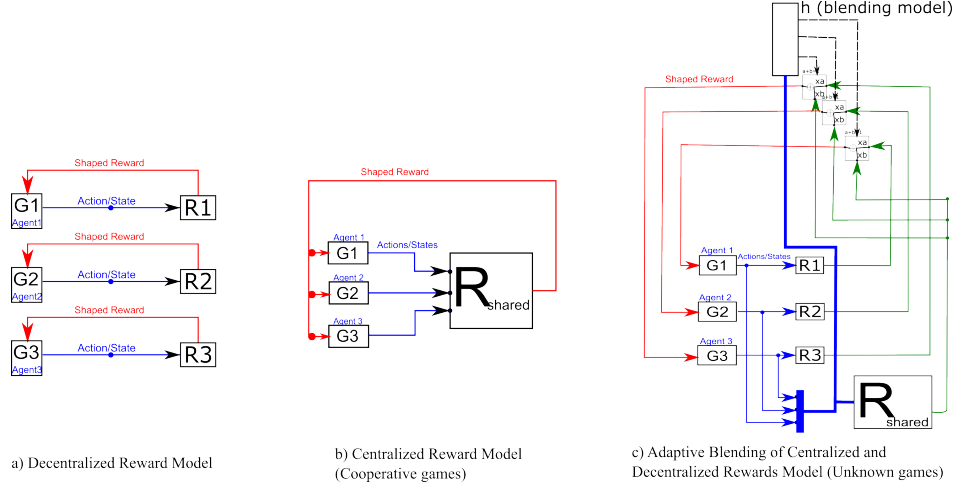 Shaped Reward
G1
Agent1
Action/State
R1
Shaped Reward
G2
Agent2
Action/State
R2
Shaped Reward
G3
Agent3
Action/State
R3
a) Decentralized Reward Model
Shaped Reward
Agent 1
G1
Actions/States
Agent 2
G2
Agent 3
G3
R shared
b) Centralized Reward Model
(Cooperative games)
h (blending model)
Shaped Reward
xa
xb
xa
xb
xa
xb
Agent 1
G1
Actions/States
R1
Agent 2
G2
R2
Agent 3
G3
R3
R shared
c) Adaptive Blending of Centralized and
Decentralized Rewards Model (Unknown games)